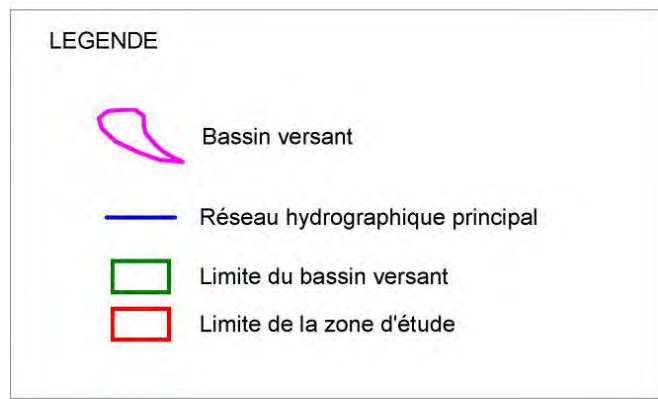 LEGENDE
Bassin versant
Réseau hydrographique principal
Limite du bassin versant
Limite de la zone d'étude